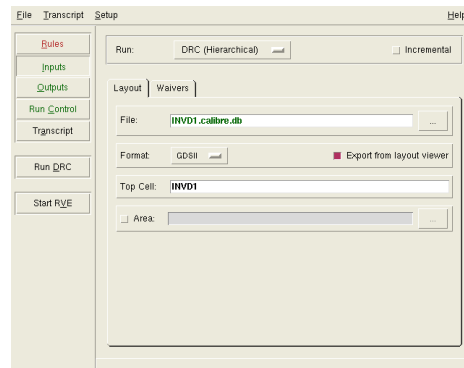 File Transcript Setup Help
Rules
Inputs
Outputs
Run Control
Transcript
Run DRC
Start RVE
Run: DRC (Hierarchical) Incremental
Layout Waivers
File: INVD1.calibre.db ...
Format: GDSII Export from layout viewer
Top Cell: INVD1
Area: ...